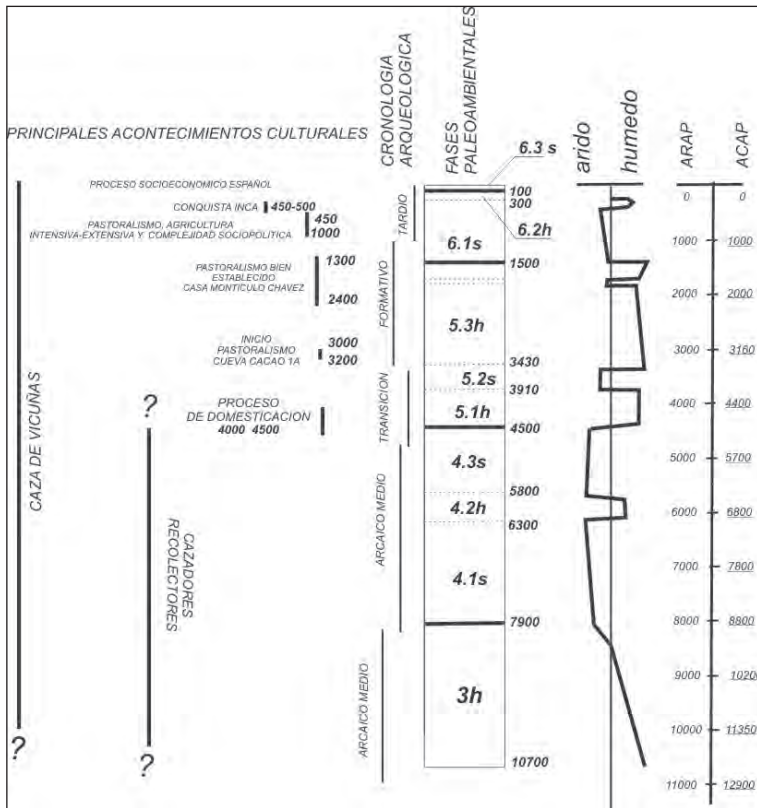 PRINCIPALES ACONTECIMIENTOS CULTURALES
CRONOLOGIA
ARQUEOLOGICA
FASES
PALEOAMBIENTALES
arido
humedo
ARAP
ACAP
CAZA DE VICUÑAS
?
?
CAZADORES
RECOLECTORES
?
PROCESO SOCIOECONOMICO ESPAÑOL
CONQUISTA INCA 450-500
PASTORALISMO, AGRICULTURA
INTENSIVA-EXTENSIVA Y COMPLEJIDAD SOCIOPOLITICA
450
1000
PASTORALISMO BIEN
ESTABLECIDO
CASA MONTICULO CHAVEZ
1300
2400
INICIO
PASTORALISMO
CUEVA CACAO 1A
3000
3200
PROCESO
DE DOMESTICACION
4000 4500
TARDIO
FORMATIVO
TRANSICION
ARCAICO MEDIO
ARCAICO MEDIO
6.3 s
6.2h
6.1s
5.3h
5.2s
5.1h
4.3s
4.2h
4.1s
3h
100
300
1500
3430
3910
4500
5800
6300
7900
10700
0 0
1000 1000
2000 2000
3000 3160
4000 4400
5000 5700
6000 6800
7000 7800
8000 8800
9000 10200
10000 11350
11000 12900